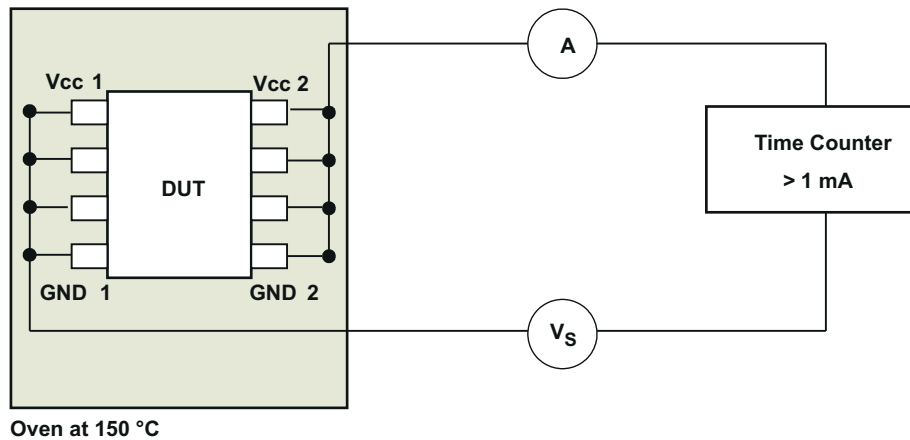 A
Vcc 1
Vcc 2
Time Counter
> 1 mA
DUT
GND 1
GND 2
VS
Oven at 150 °C